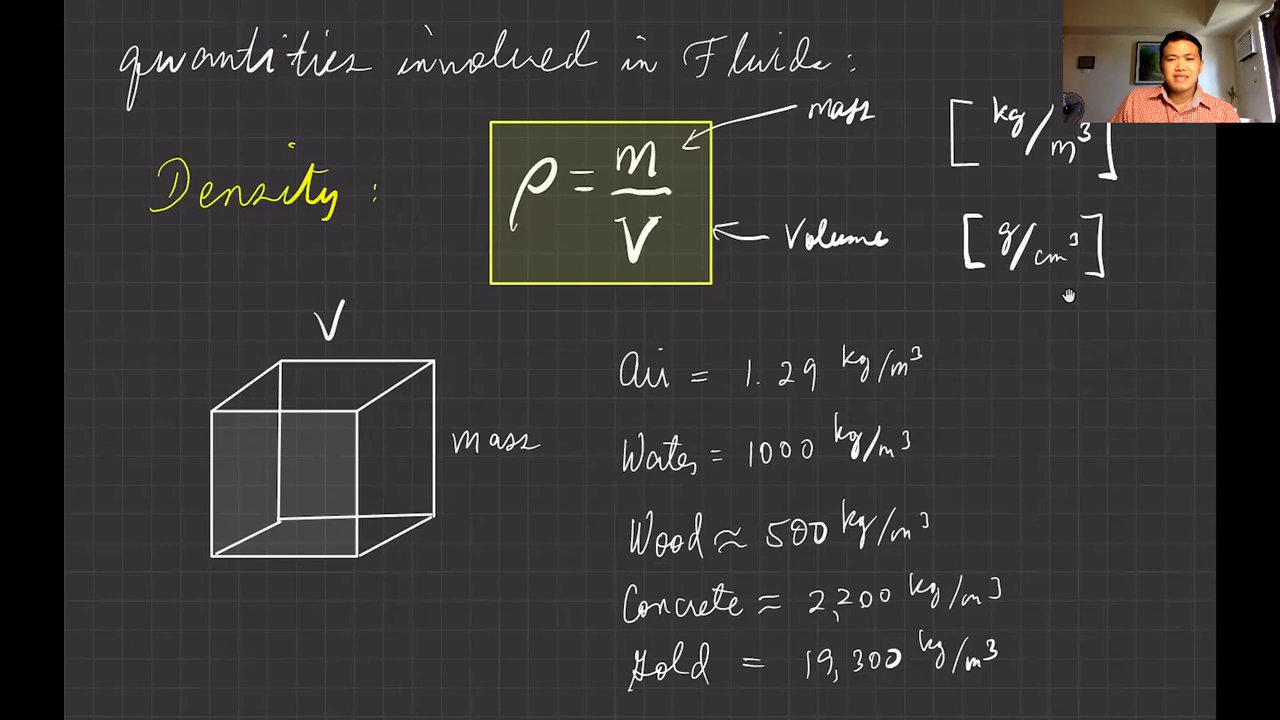 quantities involved in Fluids:
Density:
ρ = m/V
mass
Volume
[kg/m³]
[g/cm³]
V
mass
Air = 1.29 kg/m³
Water = 1000 kg/m³
Wood ≈ 500 kg/m³
Concrete ≈ 2,200 kg/m³
Gold = 19,300 kg/m³